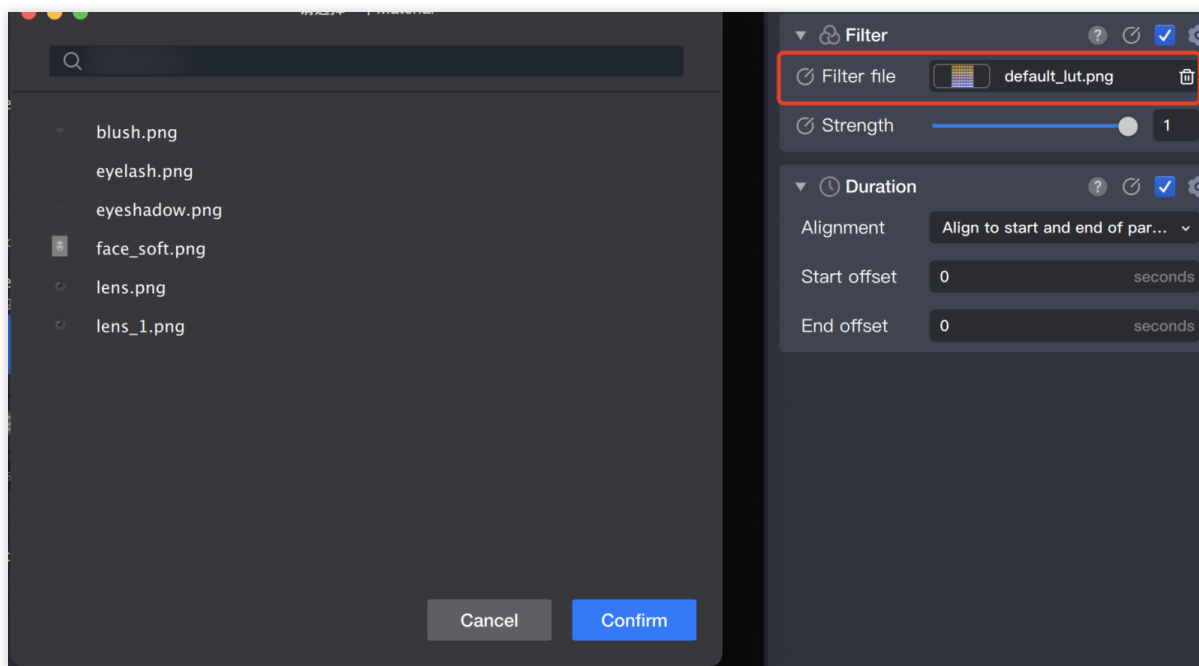 blush.png
eyelash.png
eyeshadow.png
face_soft.png
lens.png
lens_1.png
Cancel
Confirm
Filter
Filter file
default_lut.png
Strength
1
Duration
Alignment
Align to start and end of par...
Start offset
0
seconds
End offset
0
seconds